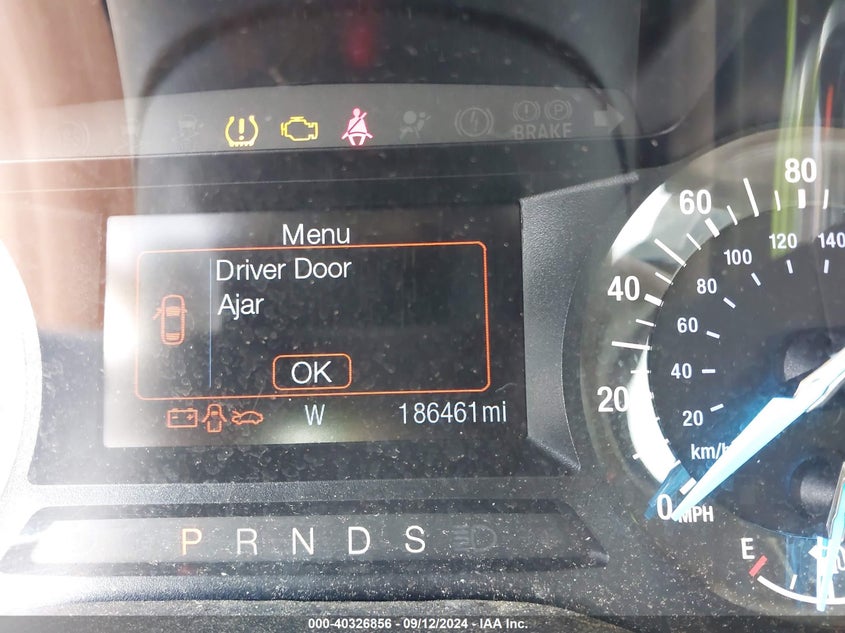 BRAKE
Menu
Driver Door
Ajar
OK
W 186461mi
P R N D S
0 20 40 60 80
MPH
20 40 60 80 100 120 140
km/h
E
000-40326856 - 09/12/2024 - IAA Inc.